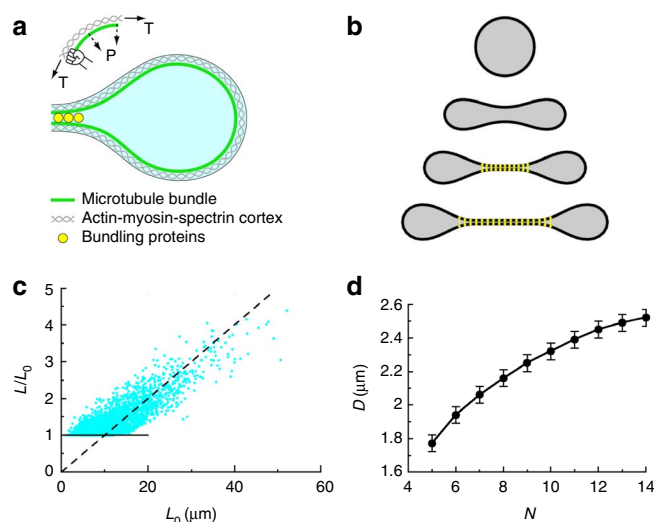 a
T
P
T
Microtubule bundle
Actin-myosin-spectrin cortex
Bundling proteins
b
c
5
4
3
2
1
0
L/L0
0 20 40 60
L0 (μm)
d
2.6
2.4
2.2
2
1.8
1.6
D (μm)
4 6 8 10 12 14
N